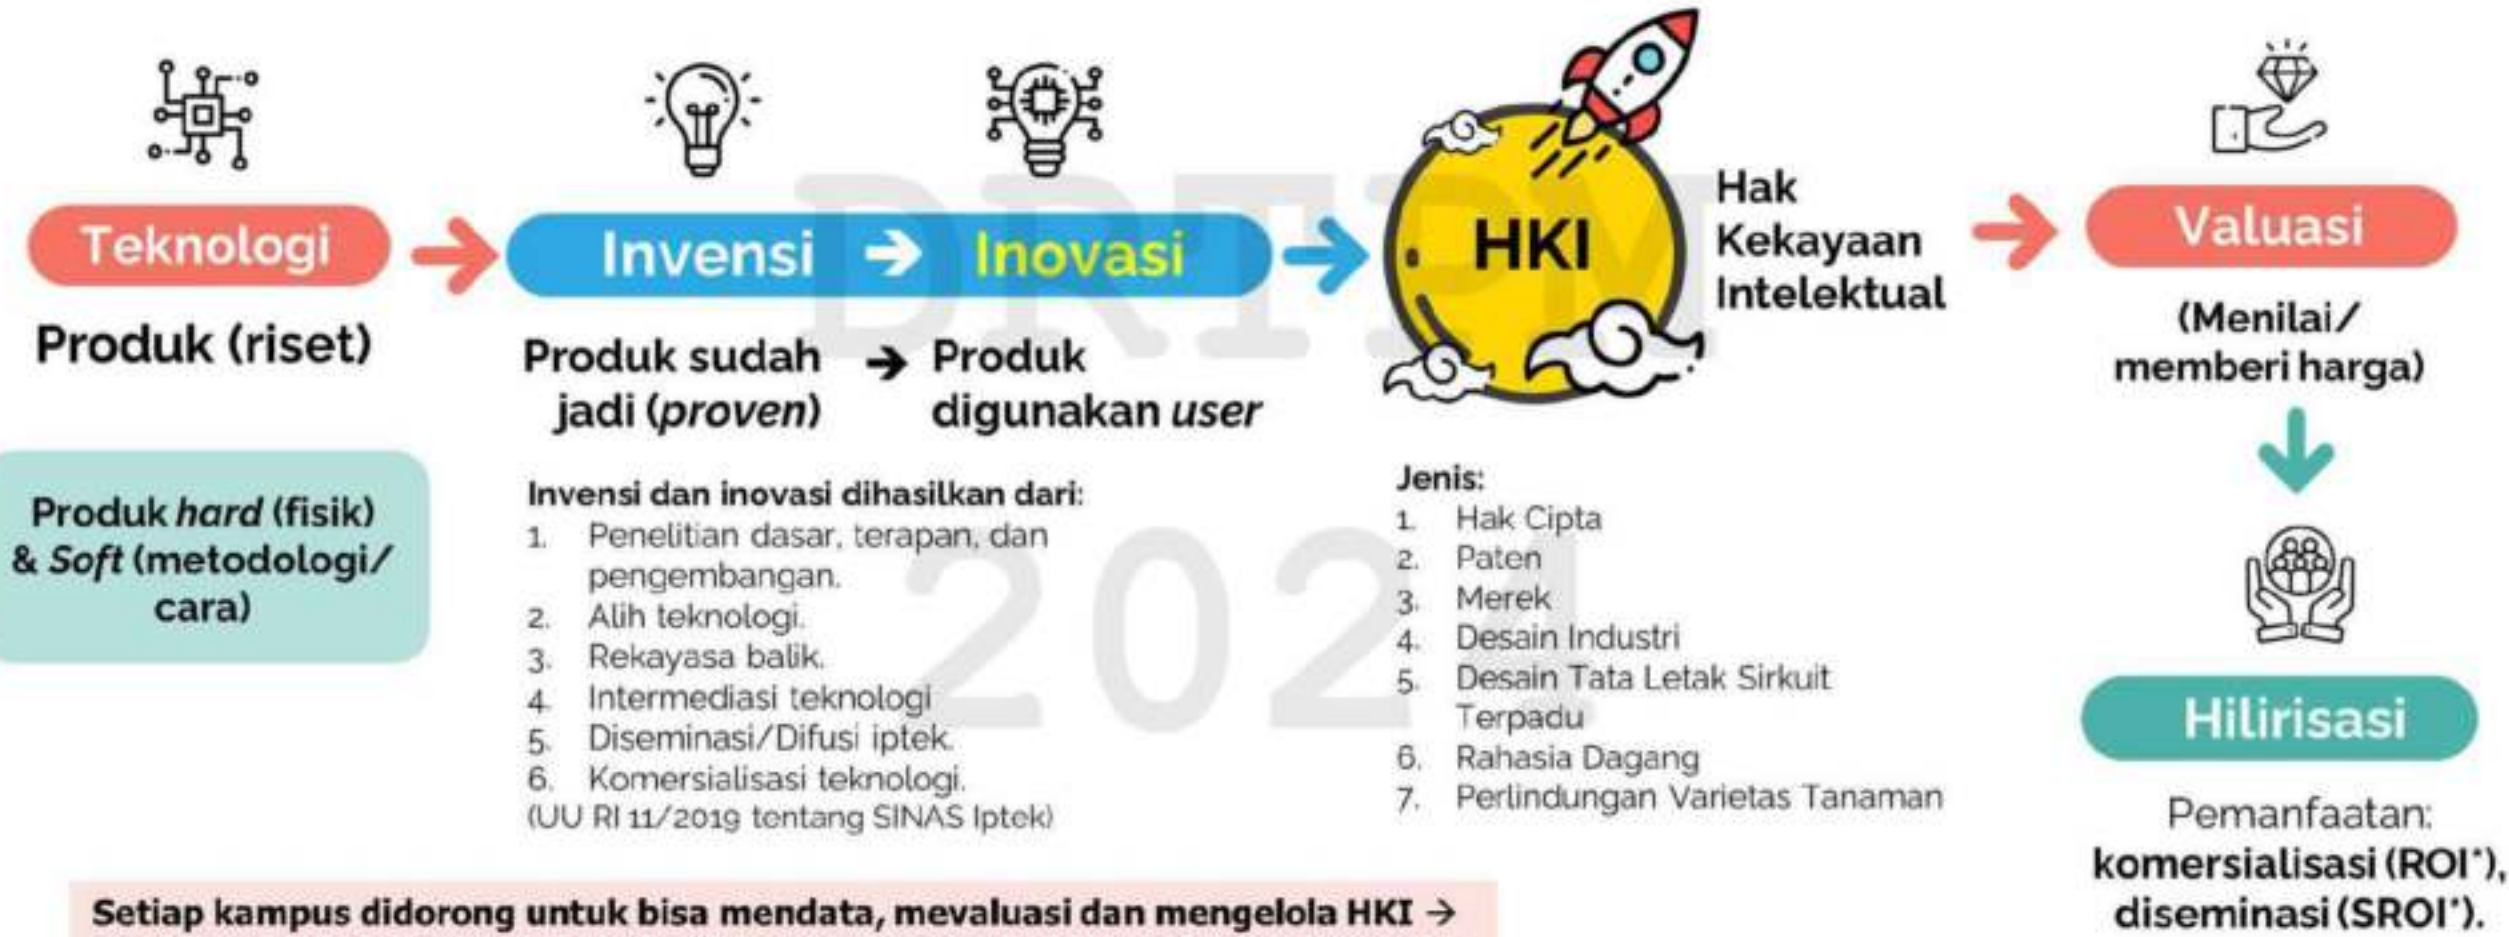 Teknologi
Produk (riset)
Produk hard (fisik)
& Soft (metodologi/
cara)
Invensi → Inovasi
Produk sudah
jadi (proven)
→ Produk
digunakan user
Invensi dan inovasi dihasilkan dari:
1. Penelitian dasar, terapan, dan
pengembangan.
2. Alih teknologi.
3. Rekayasa balik.
4. Intermediasi teknologi
5. Diseminasi/Difusi iptek.
6. Komersialisasi teknologi.
(UU RI 11/2019 tentang SINAS Iptek)
HKI
Hak
Kekayaan
Intelektual
Jenis:
1. Hak Cipta
2. Paten
3. Merek
4. Desain Industri
5. Desain Tata Letak Sirkuit
Terpadu
6. Rahasia Dagang
7. Perlindungan Varietas Tanaman
Valuasi
(Menilai/
memberi harga)
Hilirisasi
Pemanfaatan:
komersialisasi (ROI*),
diseminasi (SROI*).
Setiap kampus didorong untuk bisa mendata, mevaluasi dan mengelola HKI →
DRTPM
2024